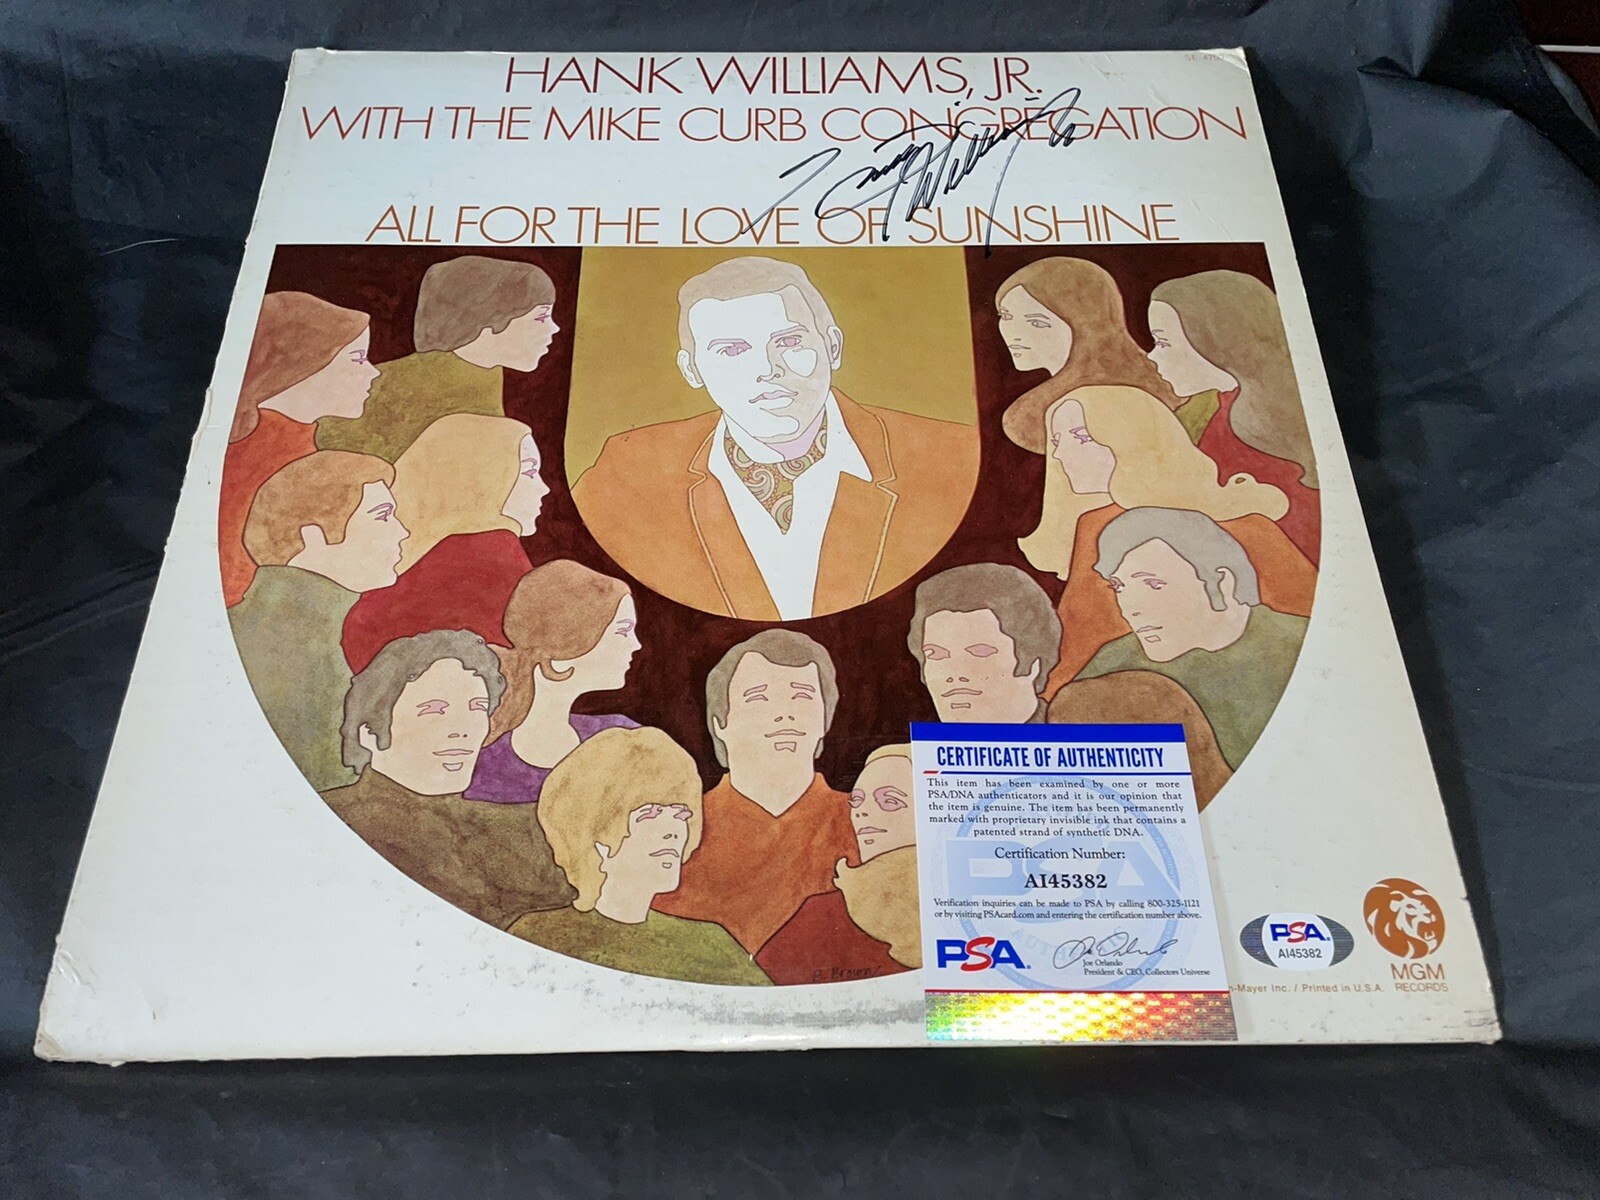 HANK WILLIAMS, JR.
WITH THE MIKE CURB CONGREGATION
ALL FOR THE LOVE OF SUNSHINE
B. Brown
CERTIFICATE OF AUTHENTICITY
This item has been examined by one or more
PSA/DNA authenticators and it is our opinion that
the item is genuine. The item has been permanently
marked with proprietary invisible ink that contains a
patented strand of synthetic DNA.
Certification Number:
AI45382
Verification inquiries can be made to PSA by calling 800-325-1121
or by visiting PSAcard.com and entering the certification number above.
PSA.
Joe Orlando
President & CEO, Collectors Universe
PSA.
AI45382
MGM
RECORDS
-Mayer Inc. / Printed in U.S.A.